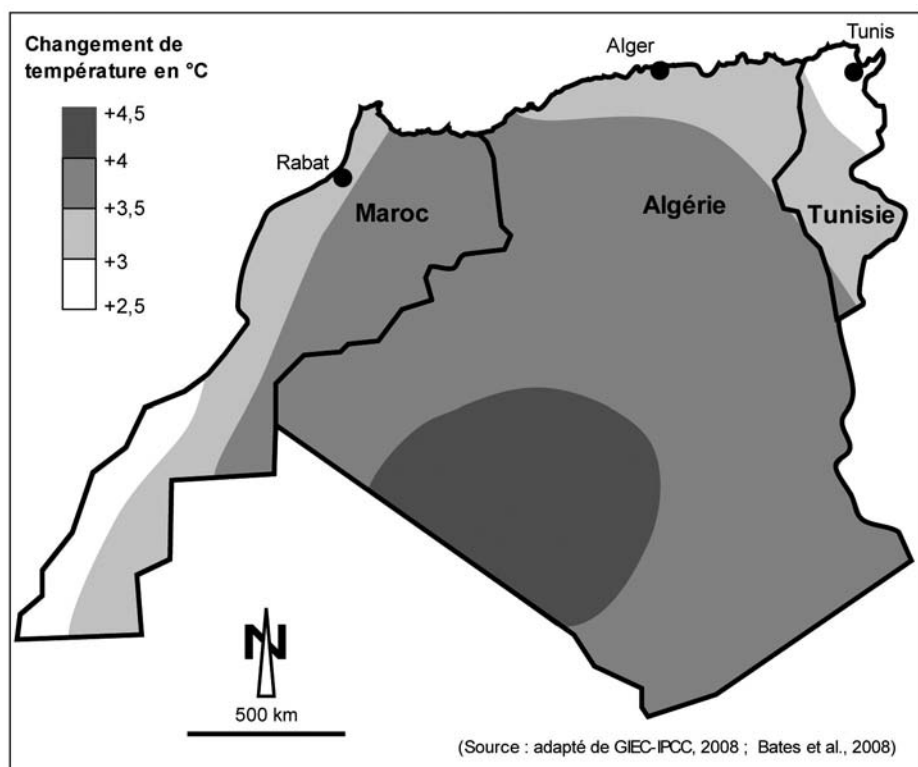 Changement de
température en °C
+4,5
+4
+3,5
+3
+2,5
Tunis
Alger
Rabat
Maroc
Algérie
Tunisie
N
500 km
(Source : adapté de GIEC-IPCC, 2008 ; Bates et al., 2008)